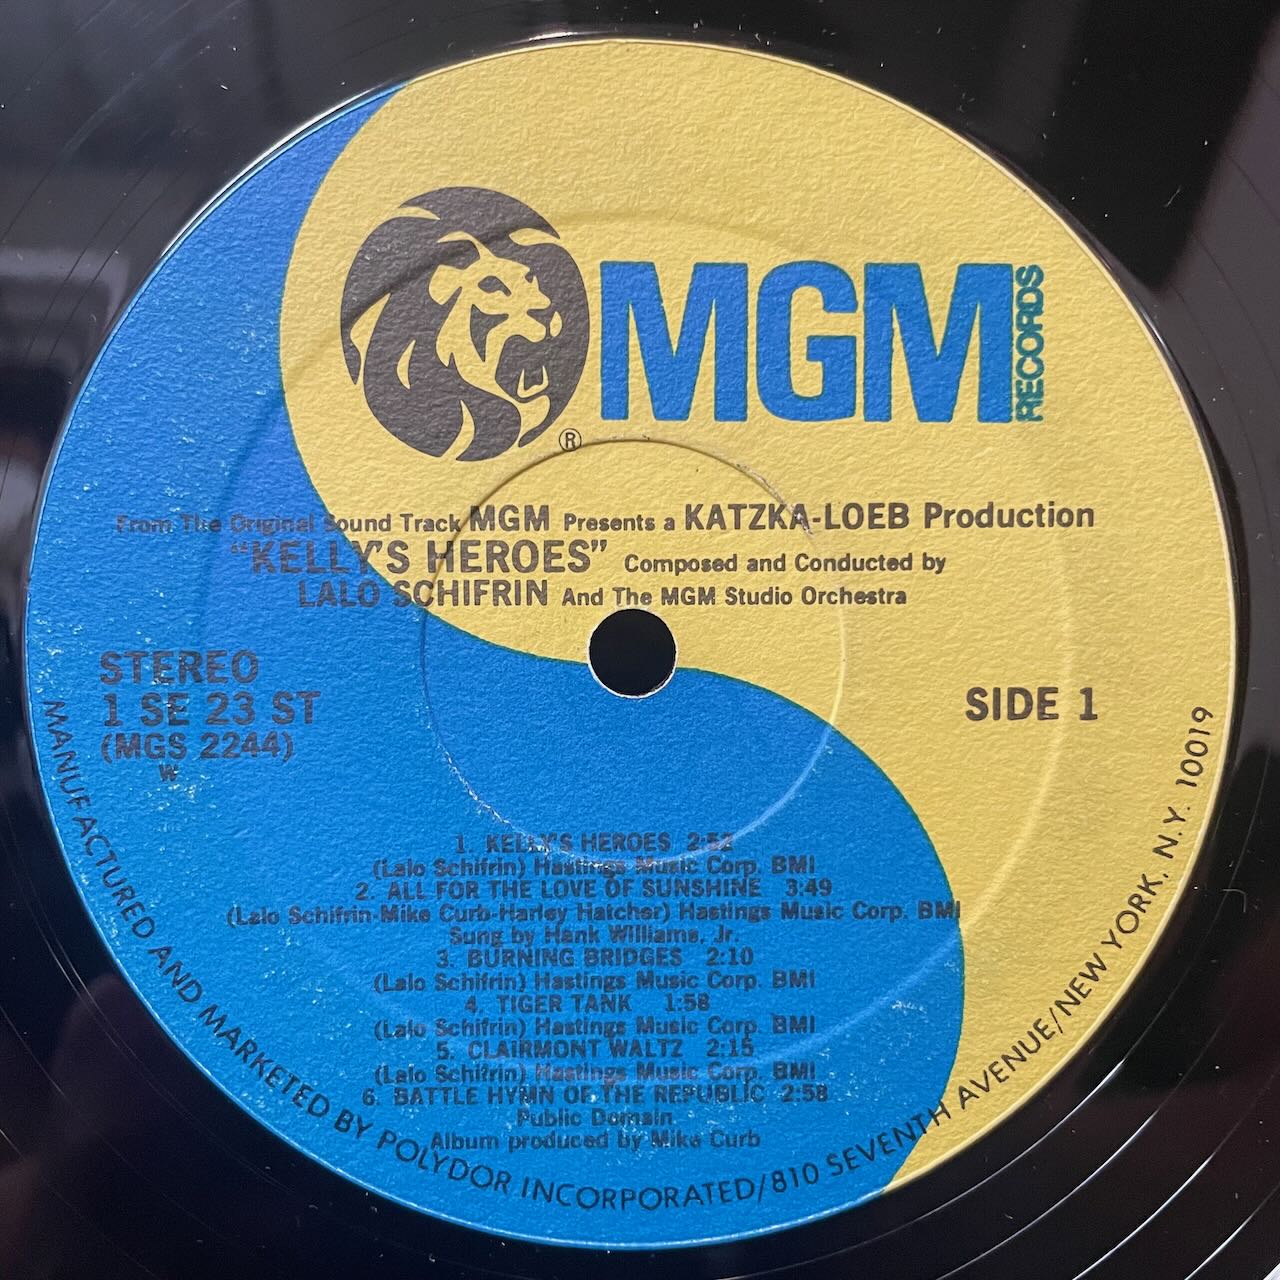 MGM RECORDS
®
From The Original Sound Track MGM Presents a KATZKA-LOEB Production
"KELLY'S HEROES" Composed and Conducted by
LALO SCHIFRIN And The MGM Studio Orchestra
STEREO
1 SE 23 ST
(MGS 2244)
W
SIDE 1
1. KELLY'S HEROES 2:52
(Lalo Schifrin) Hastings Music Corp. BMI
2. ALL FOR THE LOVE OF SUNSHINE 3:49
(Lalo Schifrin-Mike Curb-Harley Hatcher) Hastings Music Corp. BMI
Sung by Hank Williams, Jr.
3. BURNING BRIDGES 2:10
(Lalo Schifrin) Hastings Music Corp. BMI
4. TIGER TANK 1:58
(Lalo Schifrin) Hastings Music Corp. BMI
5. CLAIRMONT WALTZ 2:15
(Lalo Schifrin) Hastings Music Corp. BMI
6. BATTLE HYMN OF THE REPUBLIC 2:58
Public Domain
Album produced by Mike Curb
MANUFACTURED AND MARKETED BY POLYDOR INCORPORATED/810 SEVENTH AVENUE/NEW YORK, N.Y. 10019